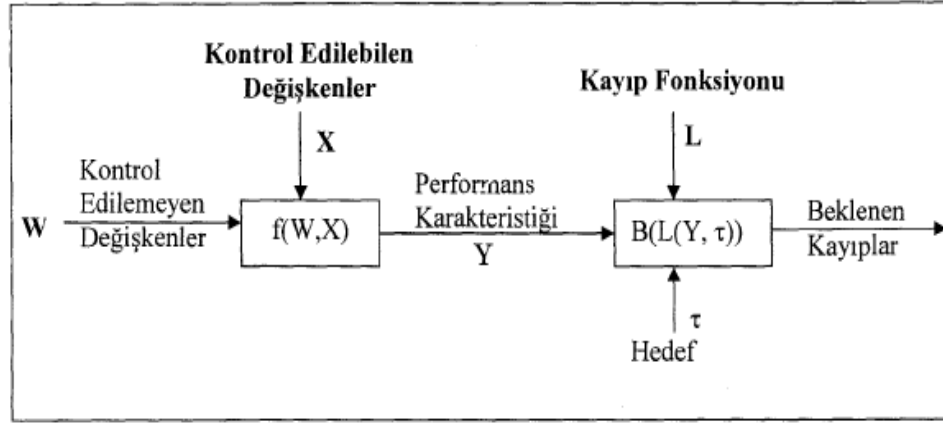 Kontrol Edilebilen
Değişkenler
Kayıp Fonksiyonu
X
L
Kontrol
Edilemeyen
Değişkenler
W
f(W,X)
Performans
Karakteristiği
Y
B(L(Y, τ))
Beklenen
Kayıplar
τ
Hedef